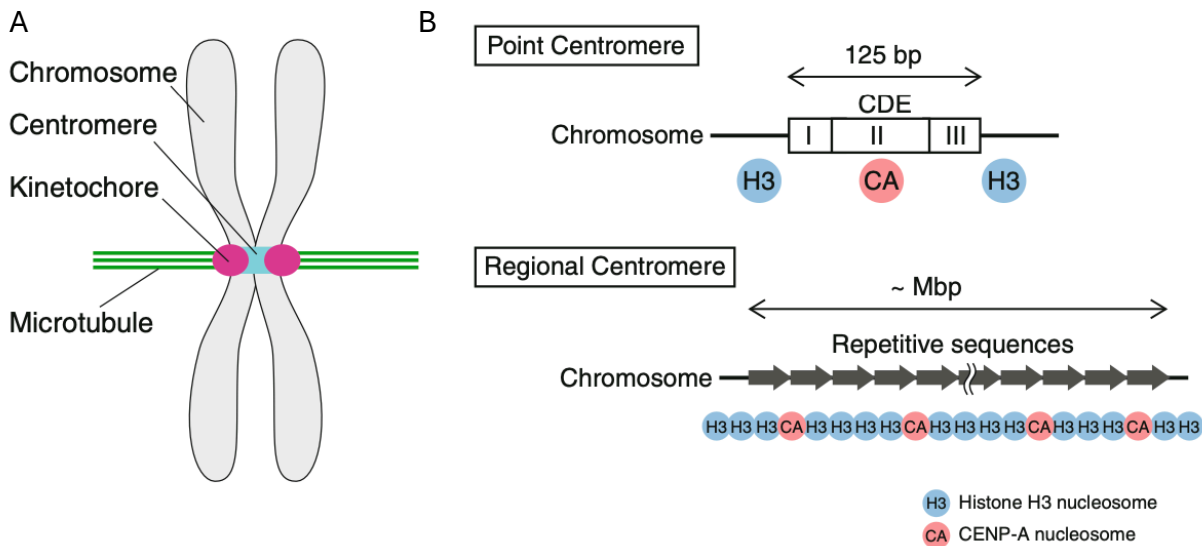 A
Chromosome
Centromere
Kinetochore
Microtubule
B
Point Centromere
125 bp
CDE
Chromosome
I II III
H3 CA H3
Regional Centromere
~ Mbp
Repetitive sequences
Chromosome
H3 H3 H3 CA H3 H3 H3 H3 CA H3 H3 H3 H3 CA H3 H3 H3 CA H3 H3
H3 Histone H3 nucleosome
CA CENP-A nucleosome